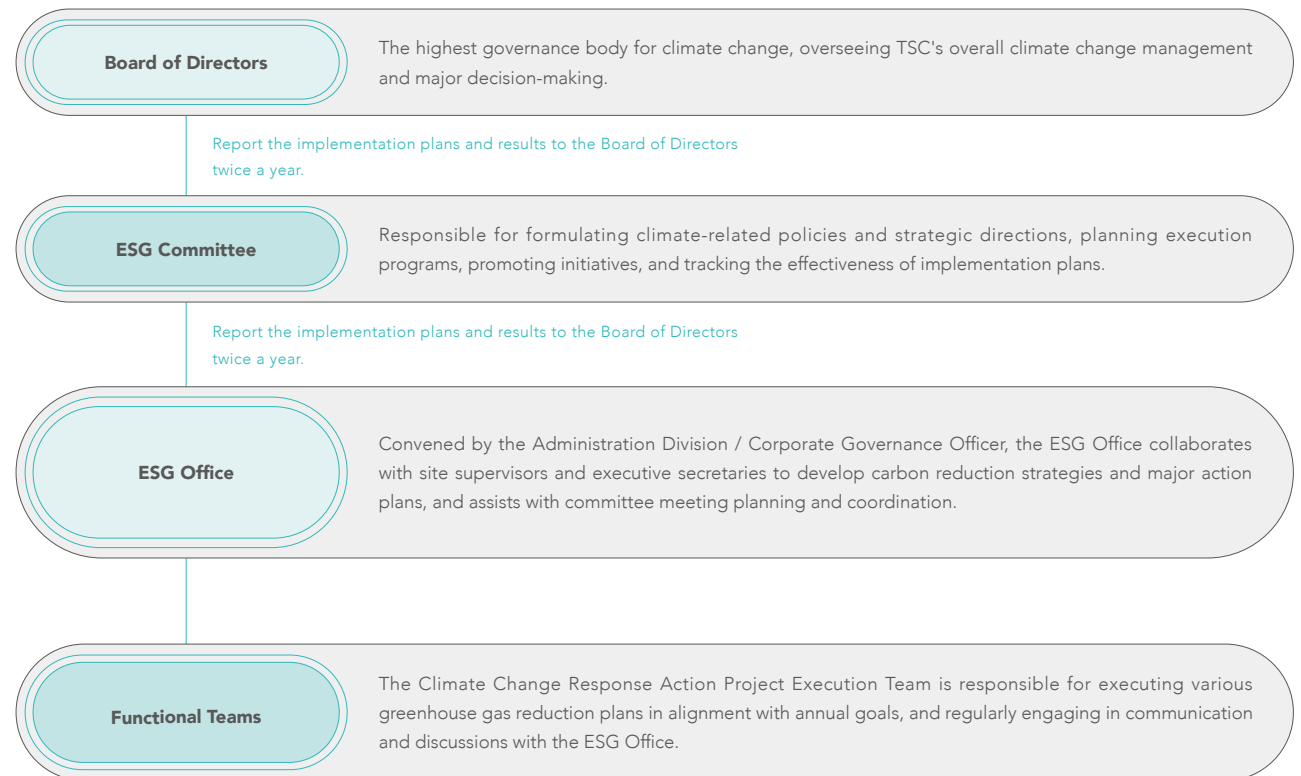 Board of Directors
The highest governance body for climate change, overseeing TSC's overall climate change management
and major decision-making.
Report the implementation plans and results to the Board of Directors
twice a year.
ESG Committee
Responsible for formulating climate-related policies and strategic directions, planning execution
programs, promoting initiatives, and tracking the effectiveness of implementation plans.
Report the implementation plans and results to the Board of Directors
twice a year.
ESG Office
Convened by the Administration Division / Corporate Governance Officer, the ESG Office collaborates
with site supervisors and executive secretaries to develop carbon reduction strategies and major action
plans, and assists with committee meeting planning and coordination.
Functional Teams
The Climate Change Response Action Project Execution Team is responsible for executing various
greenhouse gas reduction plans in alignment with annual goals, and regularly engaging in communication
and discussions with the ESG Office.